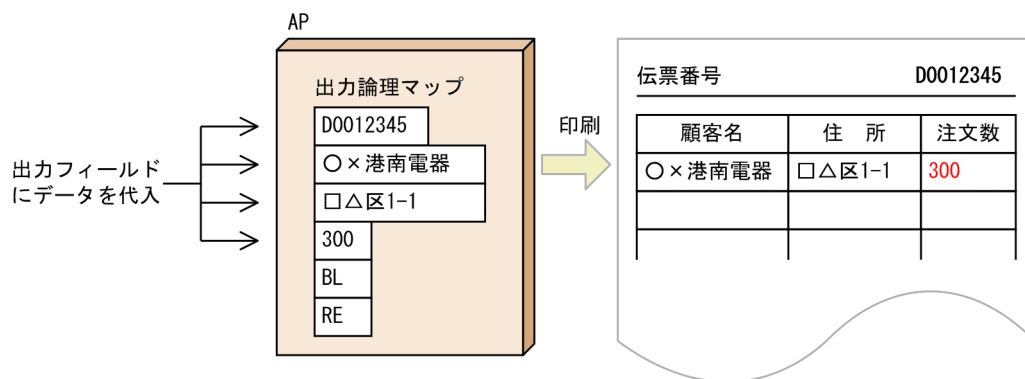 AP
出力論理マップ
D0012345
○×港南電器
□△区1-1
300
BL
RE
出力フィールド
にデータを代入
印刷
伝票番号 D0012345
顧客名 住 所 注文数
○×港南電器 □△区1-1 300